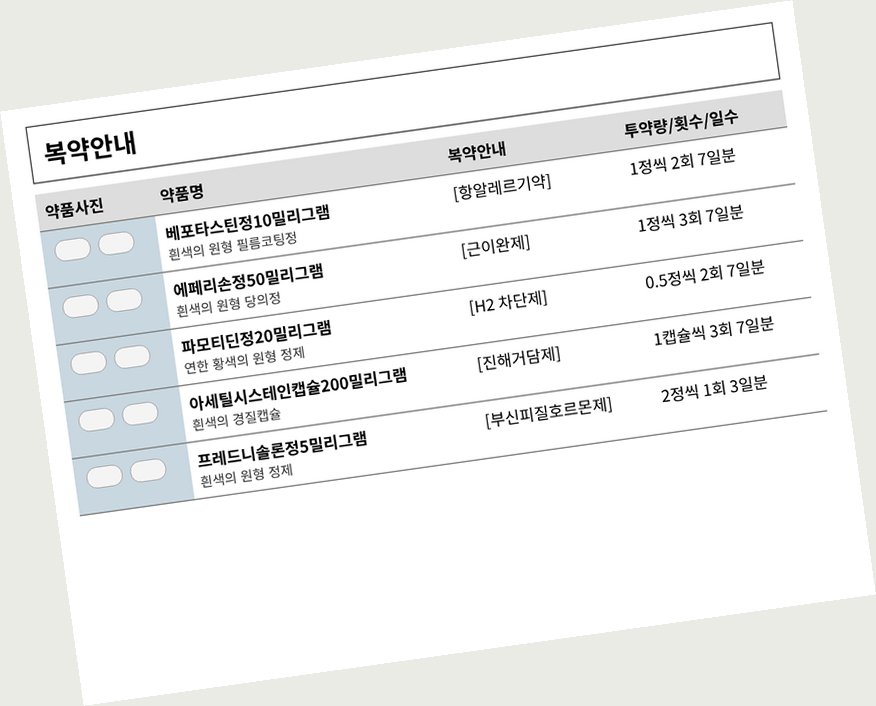 복약안내
약품사진 약품명 복약안내 투약량/횟수/일수
베포타스틴정10밀리그램 [항알레르기약] 1정씩 2회 7일분
흰색의 원형 필름코팅정
에페리손정50밀리그램 [근이완제] 1정씩 3회 7일분
흰색의 원형 당의정
파모티딘정20밀리그램 [H2 차단제] 0.5정씩 2회 7일분
연한 황색의 원형 정제
아세틸시스테인캡슐200밀리그램 [진해거담제] 1캡슐씩 3회 7일분
흰색의 경질캡슐
프레드니솔론정5밀리그램 [부신피질호르몬제] 2정씩 1회 3일분
흰색의 원형 정제